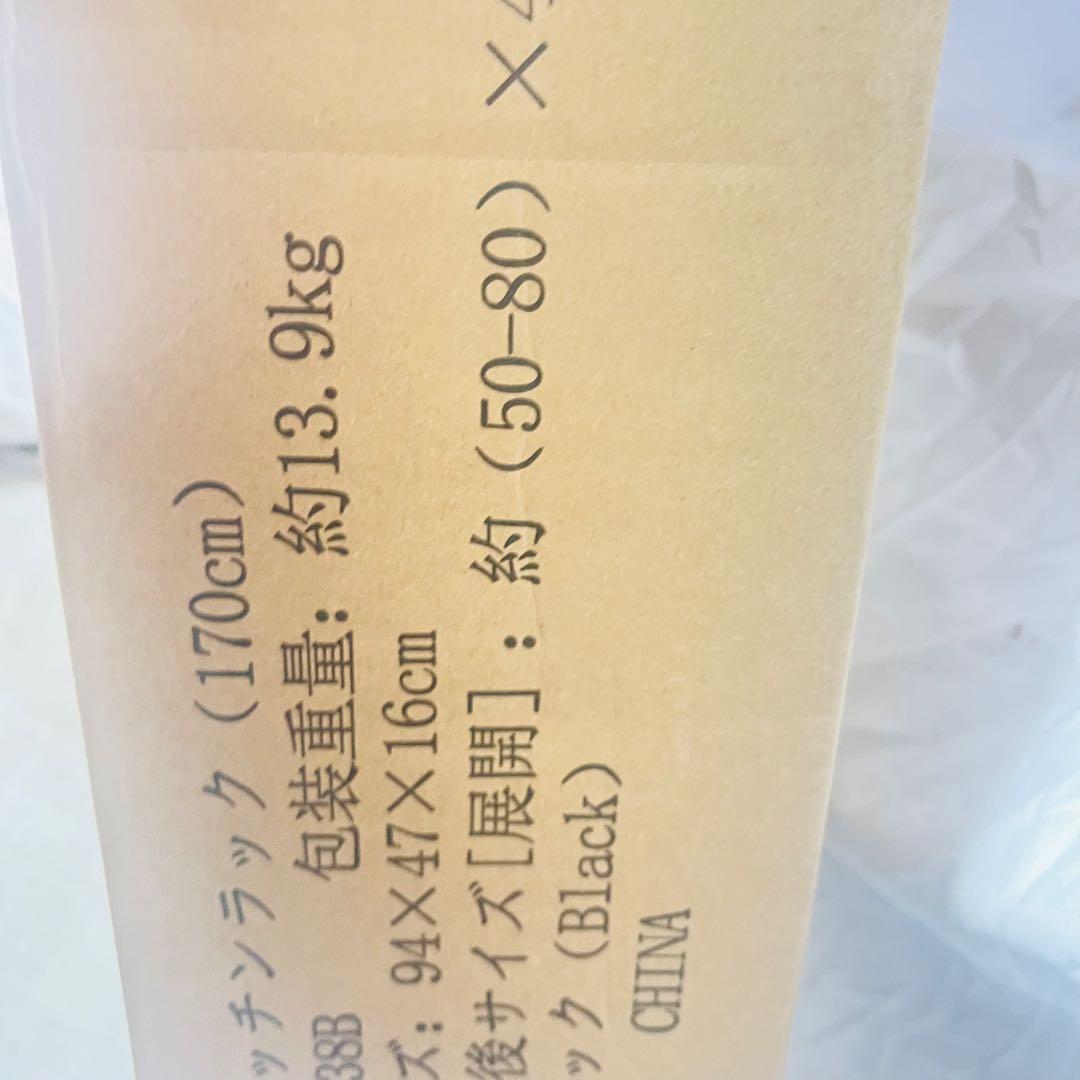 ッチンラック（170cm）
38B 包装重量：約13.9kg
ズ：94×47×16cm
後サイズ[展開]：約（50-80）×4
ック（Black）
CHINA